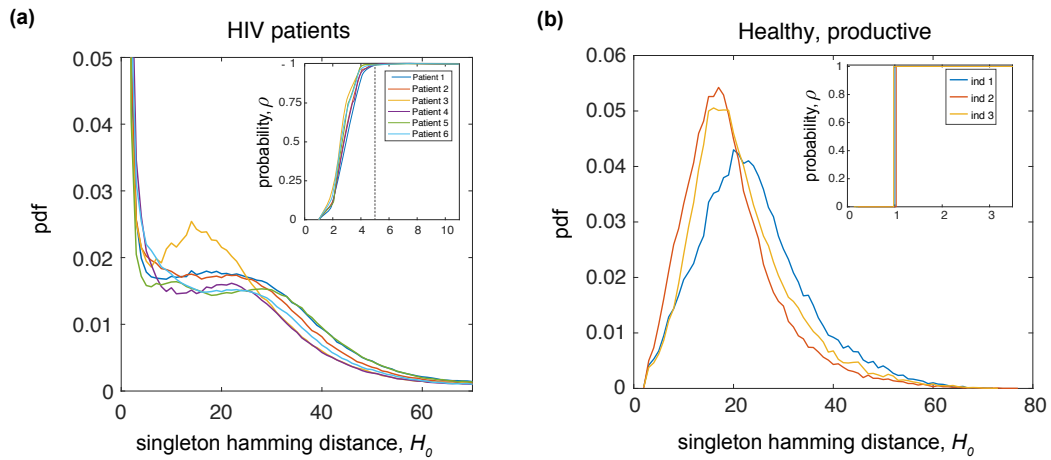 (a)
HIV patients
0.05
0.04
0.03
0.02
0.01
0
pdf
0
20
40
60
singleton hamming distance, H₀
1
0.75
0.5
0.25
0
probability, ρ
0
2
4
6
8
10
Patient 1
Patient 2
Patient 3
Patient 4
Patient 5
Patient 6
(b)
Healthy, productive
0.06
0.05
0.04
0.03
0.02
0.01
0
pdf
0
20
40
60
80
singleton hamming distance, H₀
1
0.8
0.6
0.4
0.2
0
probability, ρ
0
1
2
3
ind 1
ind 2
ind 3